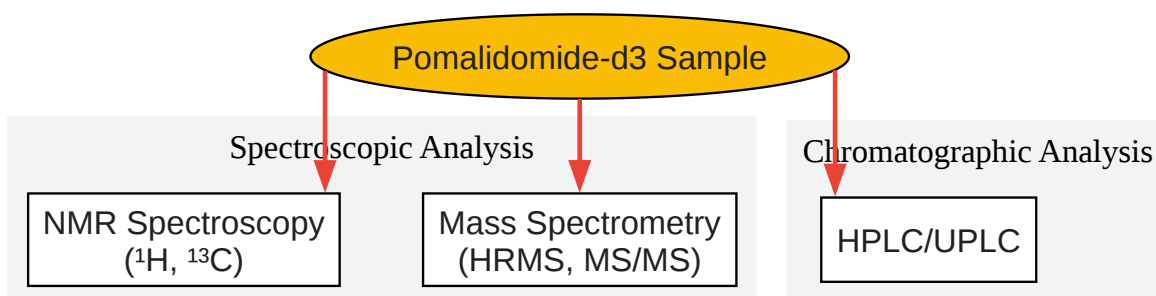 Pomalidomide-d3 Sample
Spectroscopic Analysis
Chromatographic Analysis
NMR Spectroscopy
(¹H, ¹³C)
Mass Spectrometry
(HRMS, MS/MS)
HPLC/UPLC